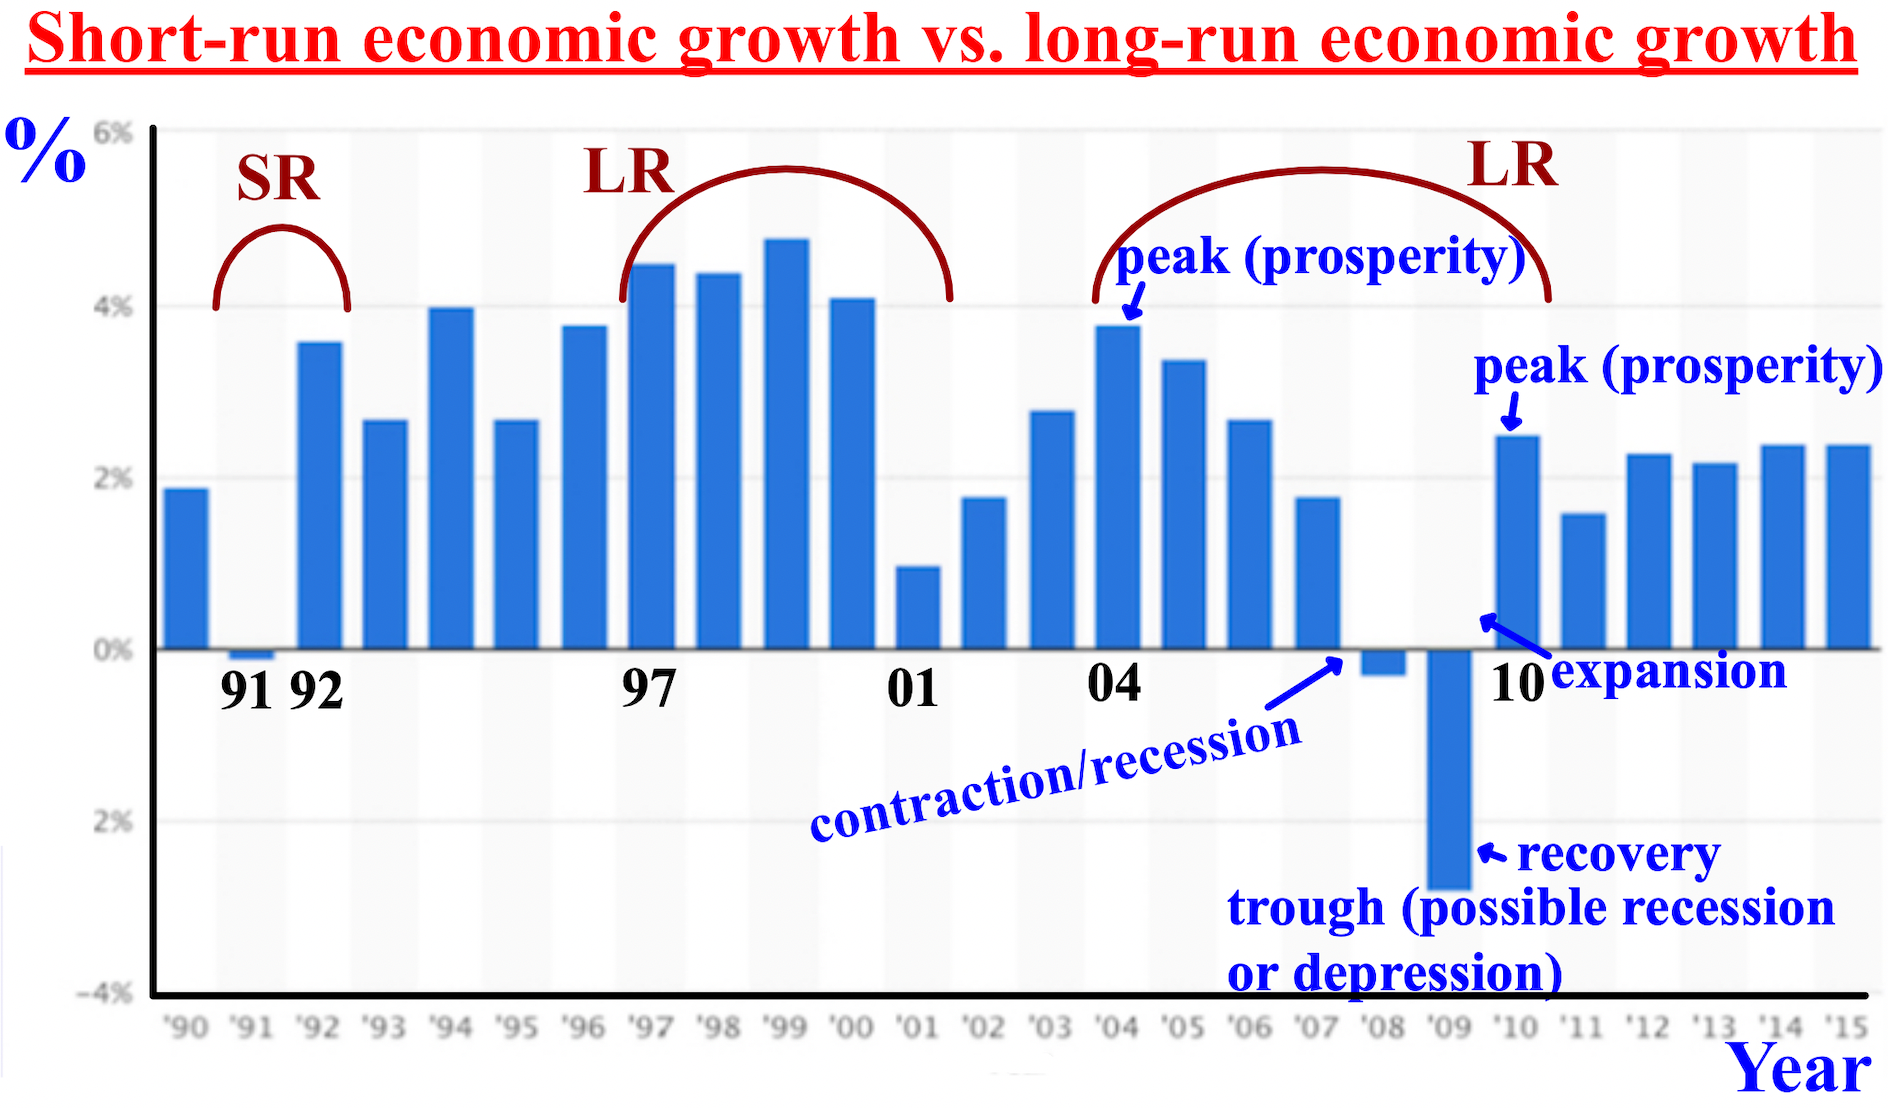 Short-run economic growth vs. long-run economic growth
%
6%
SR
LR
LR
peak (prosperity)
4%
peak (prosperity)
2%
0%
91 92 97 01 04 10
expansion
contraction/recession
2%
recovery
trough (possible recession
or depression)
-4%
'90 '91 '92 '93 '94 '95 '96 '97 '98 '99 '00 '01 '02 '03 '04 '05 '06 '07 '08 '09 '10 '11 '12 '13 '14 '15
Year